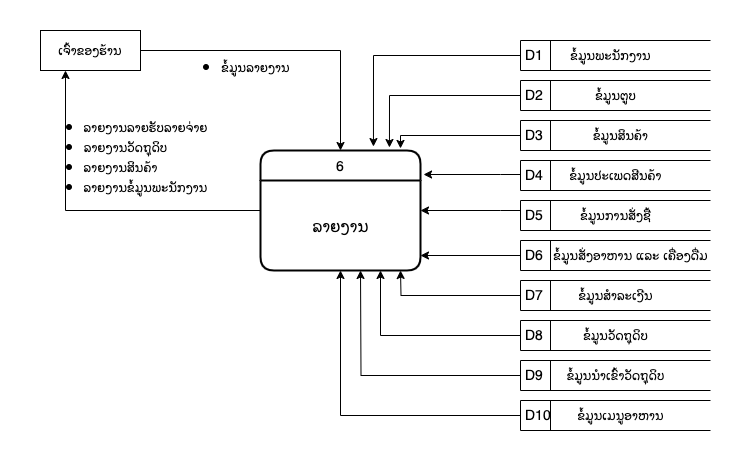 ເຈົ້າຂອງຮ້ານ
• ຂໍ້ມູນລາຍງານ
• ລາຍງານລາຍຮັບລາຍຈ່າຍ
• ລາຍງານວັດຖຸດິບ
• ລາຍງານສິນຄ້າ
• ລາຍງານຂໍ້ມູນພະນັກງານ
6
ລາຍງານ
D1 ຂໍ້ມູນພະນັກງານ
D2 ຂໍ້ມູນຕູບ
D3 ຂໍ້ມູນສິນຄ້າ
D4 ຂໍ້ມູນປະເພດສິນຄ້າ
D5 ຂໍ້ມູນການສັ່ງຊື້
D6 ຂໍ້ມູນສັ່ງອາຫານ ແລະ ເຄື່ອງດື່ມ
D7 ຂໍ້ມູນສຳລະເງິນ
D8 ຂໍ້ມູນວັດຖຸດິບ
D9 ຂໍ້ມູນນຳເຂົ້າວັດຖຸດິບ
D10 ຂໍ້ມູນເມນູອາຫານ